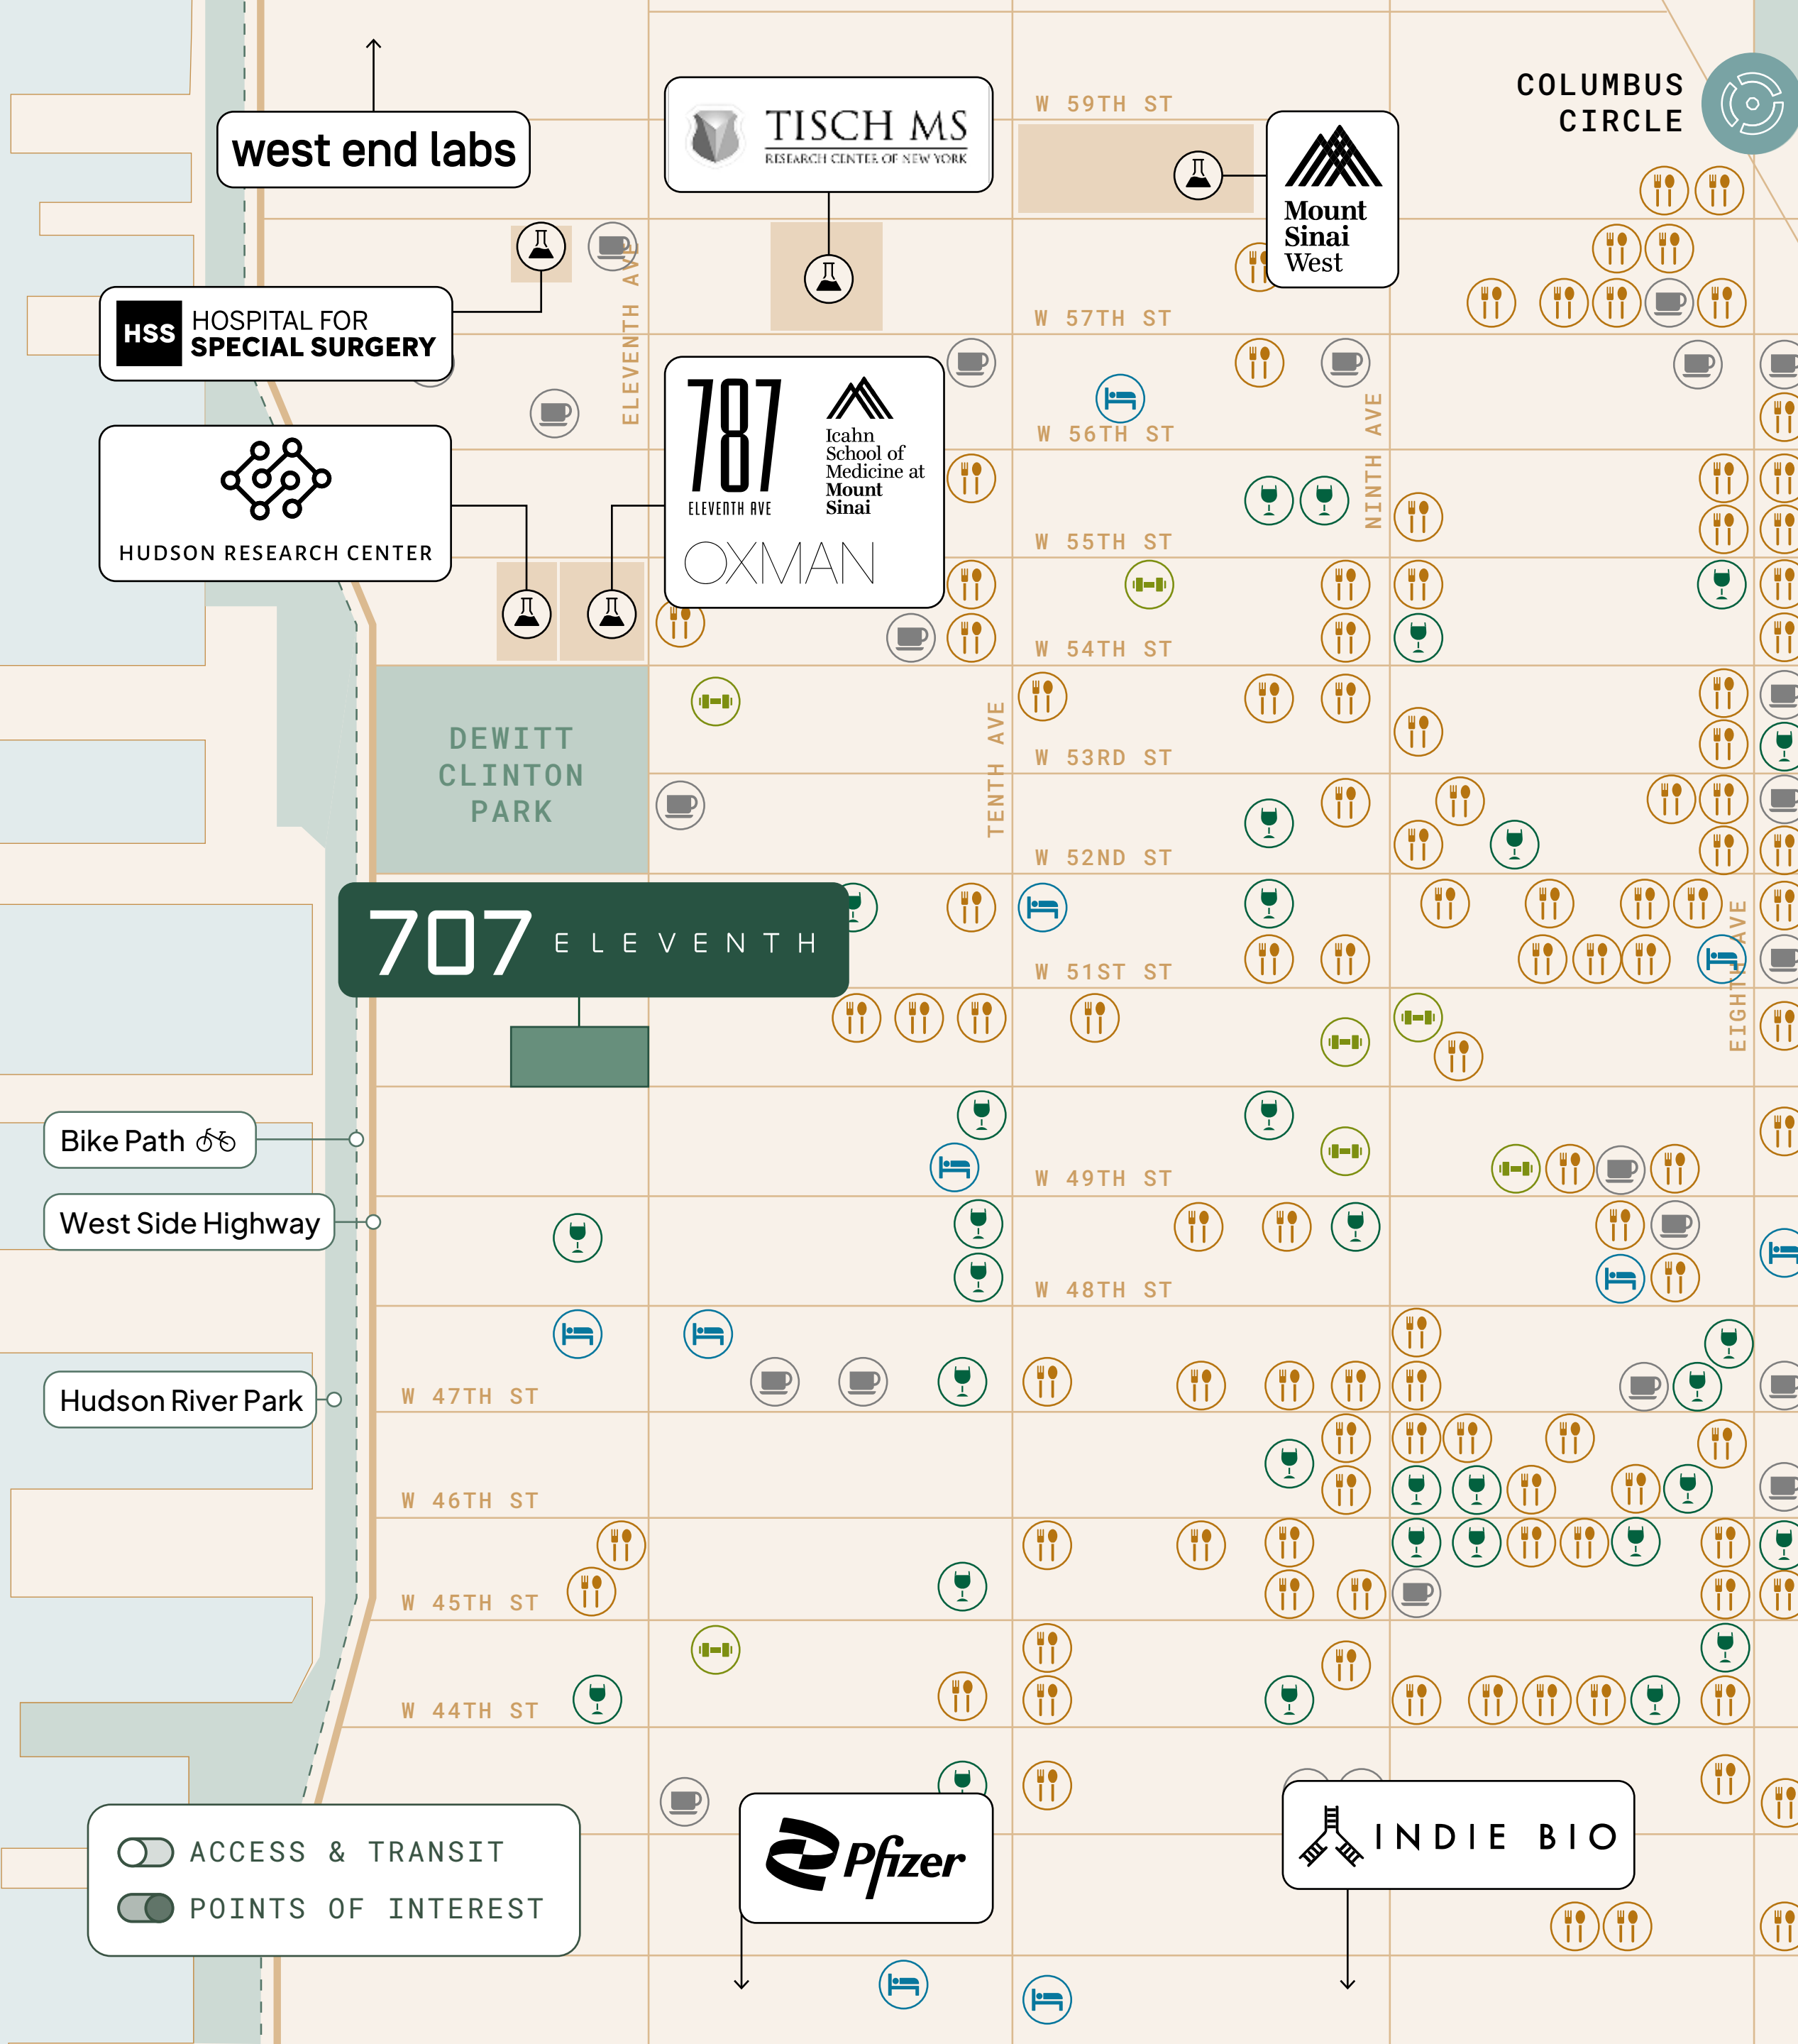 COLUMBUS
CIRCLE
W 59TH ST
west end labs
TISCH MS
RESEARCH CENTER OF NEW YORK
Mount
Sinai
West
HSS
HOSPITAL FOR
SPECIAL SURGERY
ELEVENTH AVE
W 57TH ST
787
ELEVENTH AVE
Icahn
School of
Medicine at
Mount
Sinai
OXMAN
W 56TH ST
NINTH AVE
HUDSON RESEARCH CENTER
W 55TH ST
W 54TH ST
DEWITT
CLINTON
PARK
TENTH AVE
W 53RD ST
W 52ND ST
707 ELEVENTH
W 51ST ST
EIGHTH AVE
Bike Path
W 49TH ST
West Side Highway
W 48TH ST
Hudson River Park
W 47TH ST
W 46TH ST
W 45TH ST
W 44TH ST
ACCESS & TRANSIT
POINTS OF INTEREST
Pfizer
INDIE BIO